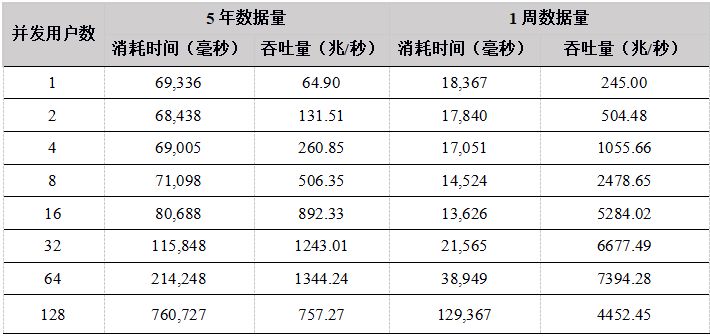 并发用户数 5 年数据量 1 周数据量
消耗时间（毫秒） 吞吐量（兆/秒） 消耗时间（毫秒） 吞吐量（兆/秒）
1 69,336 64.90 18,367 245.00
2 68,438 131.51 17,840 504.48
4 69,005 260.85 17,051 1055.66
8 71,098 506.35 14,524 2478.65
16 80,688 892.33 13,626 5284.02
32 115,848 1243.01 21,565 6677.49
64 214,248 1344.24 38,949 7394.28
128 760,727 757.27 129,367 4452.45